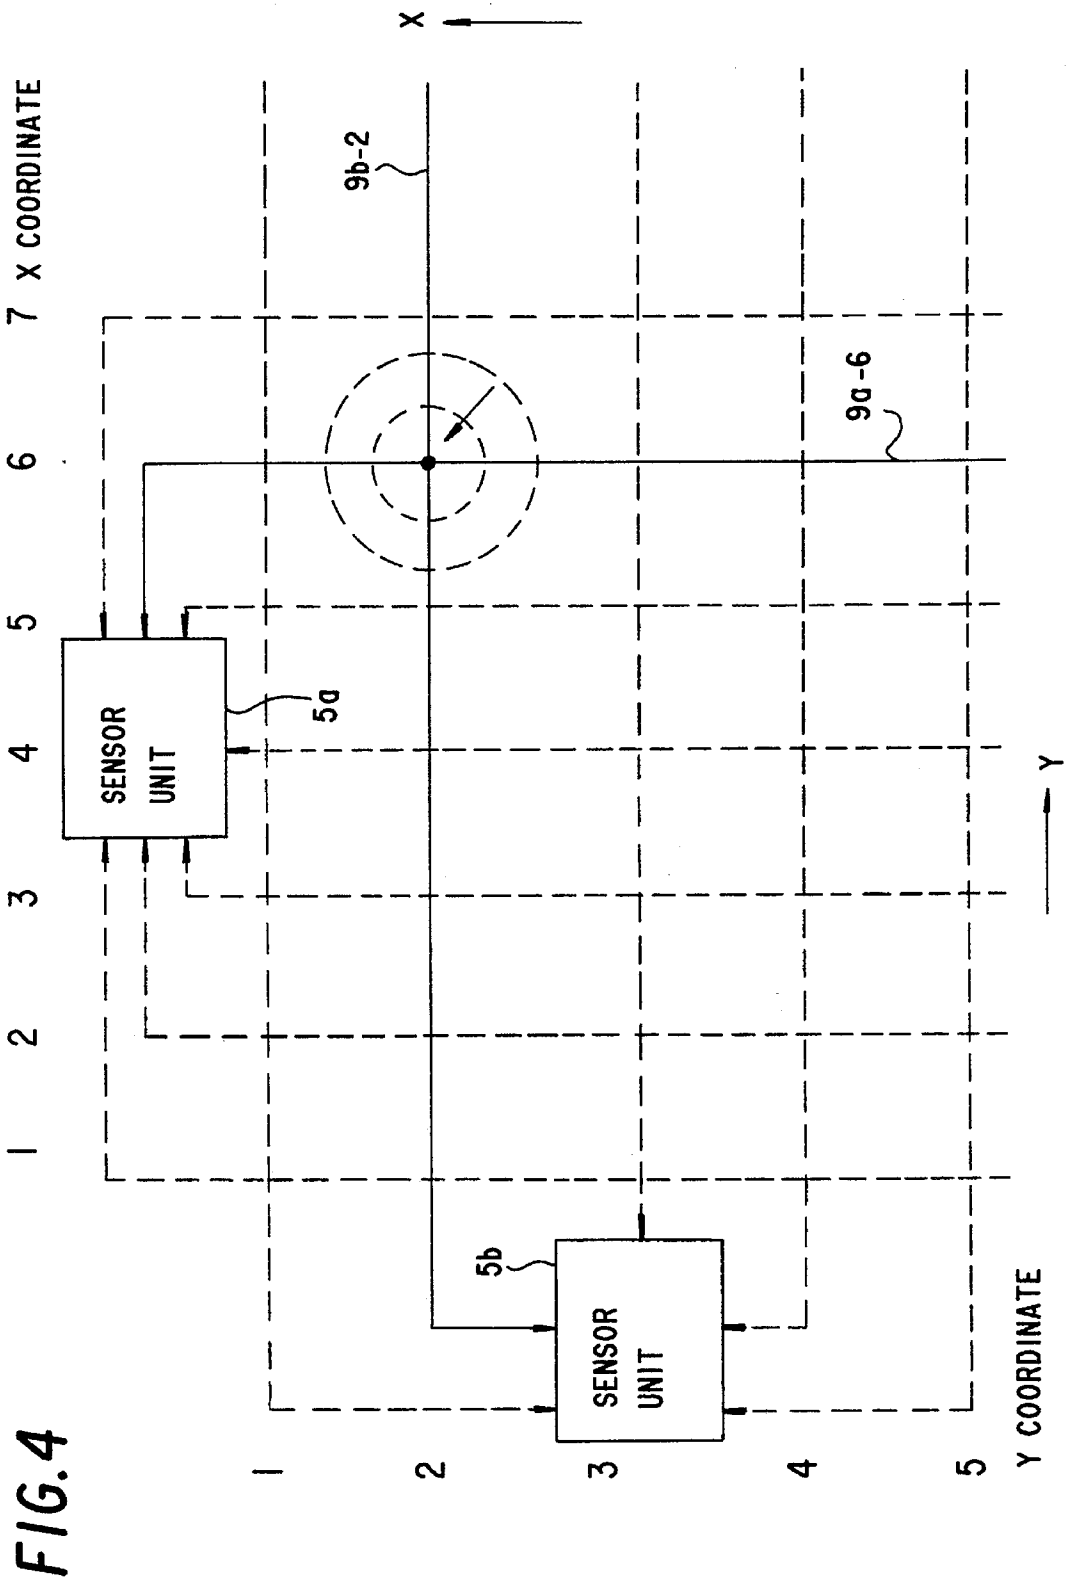 FIG.4
1 2 3 4 5 6 7 X COORDINATE
SENSOR
UNIT
5a
X
9b-2
9a-6
5b
SENSOR
UNIT
1
2
3
4
5
Y COORDINATE
Y